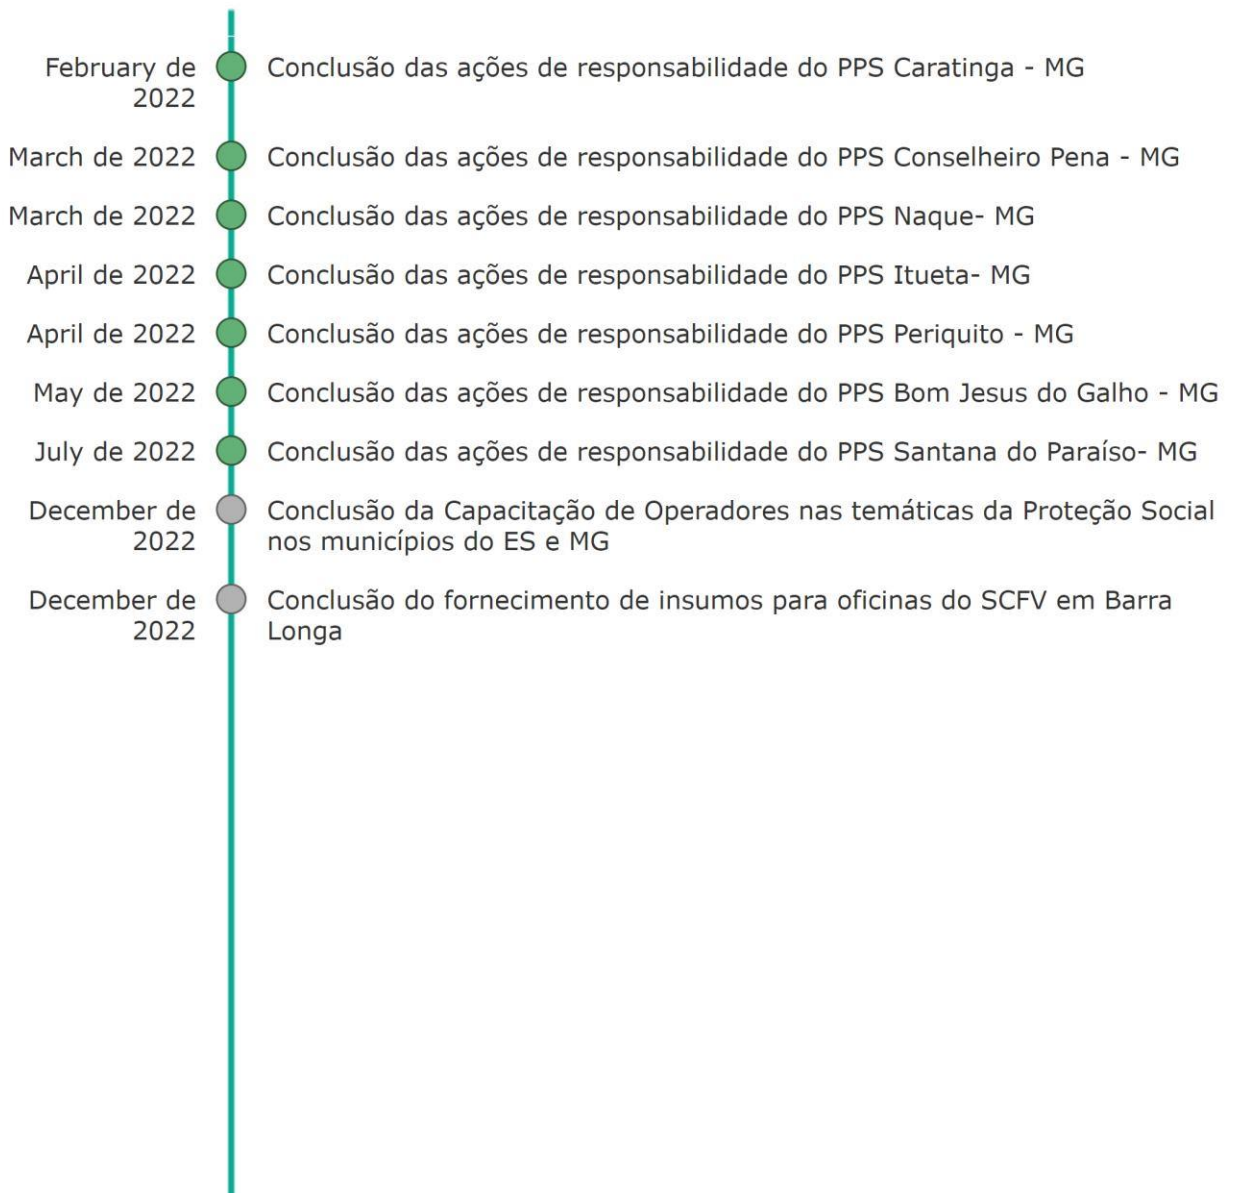 February de
2022
Conclusão das ações de responsabilidade do PPS Caratinga - MG
March de 2022
Conclusão das ações de responsabilidade do PPS Conselheiro Pena - MG
March de 2022
Conclusão das ações de responsabilidade do PPS Naque- MG
April de 2022
Conclusão das ações de responsabilidade do PPS Itueta- MG
April de 2022
Conclusão das ações de responsabilidade do PPS Periquito - MG
May de 2022
Conclusão das ações de responsabilidade do PPS Bom Jesus do Galho - MG
July de 2022
Conclusão das ações de responsabilidade do PPS Santana do Paraíso- MG
December de
2022
Conclusão da Capacitação de Operadores nas temáticas da Proteção Social
nos municípios do ES e MG
December de
2022
Conclusão do fornecimento de insumos para oficinas do SCFV em Barra
Longa